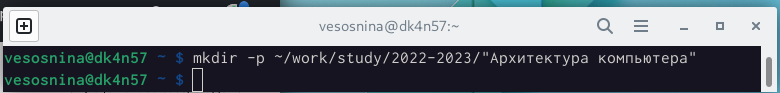 vesosnina@dk4n57:~
vesosnina@dk4n57 ~ $ mkdir -p ~/work/study/2022-2023/"Архитектура компьютера"
vesosnina@dk4n57 ~ $